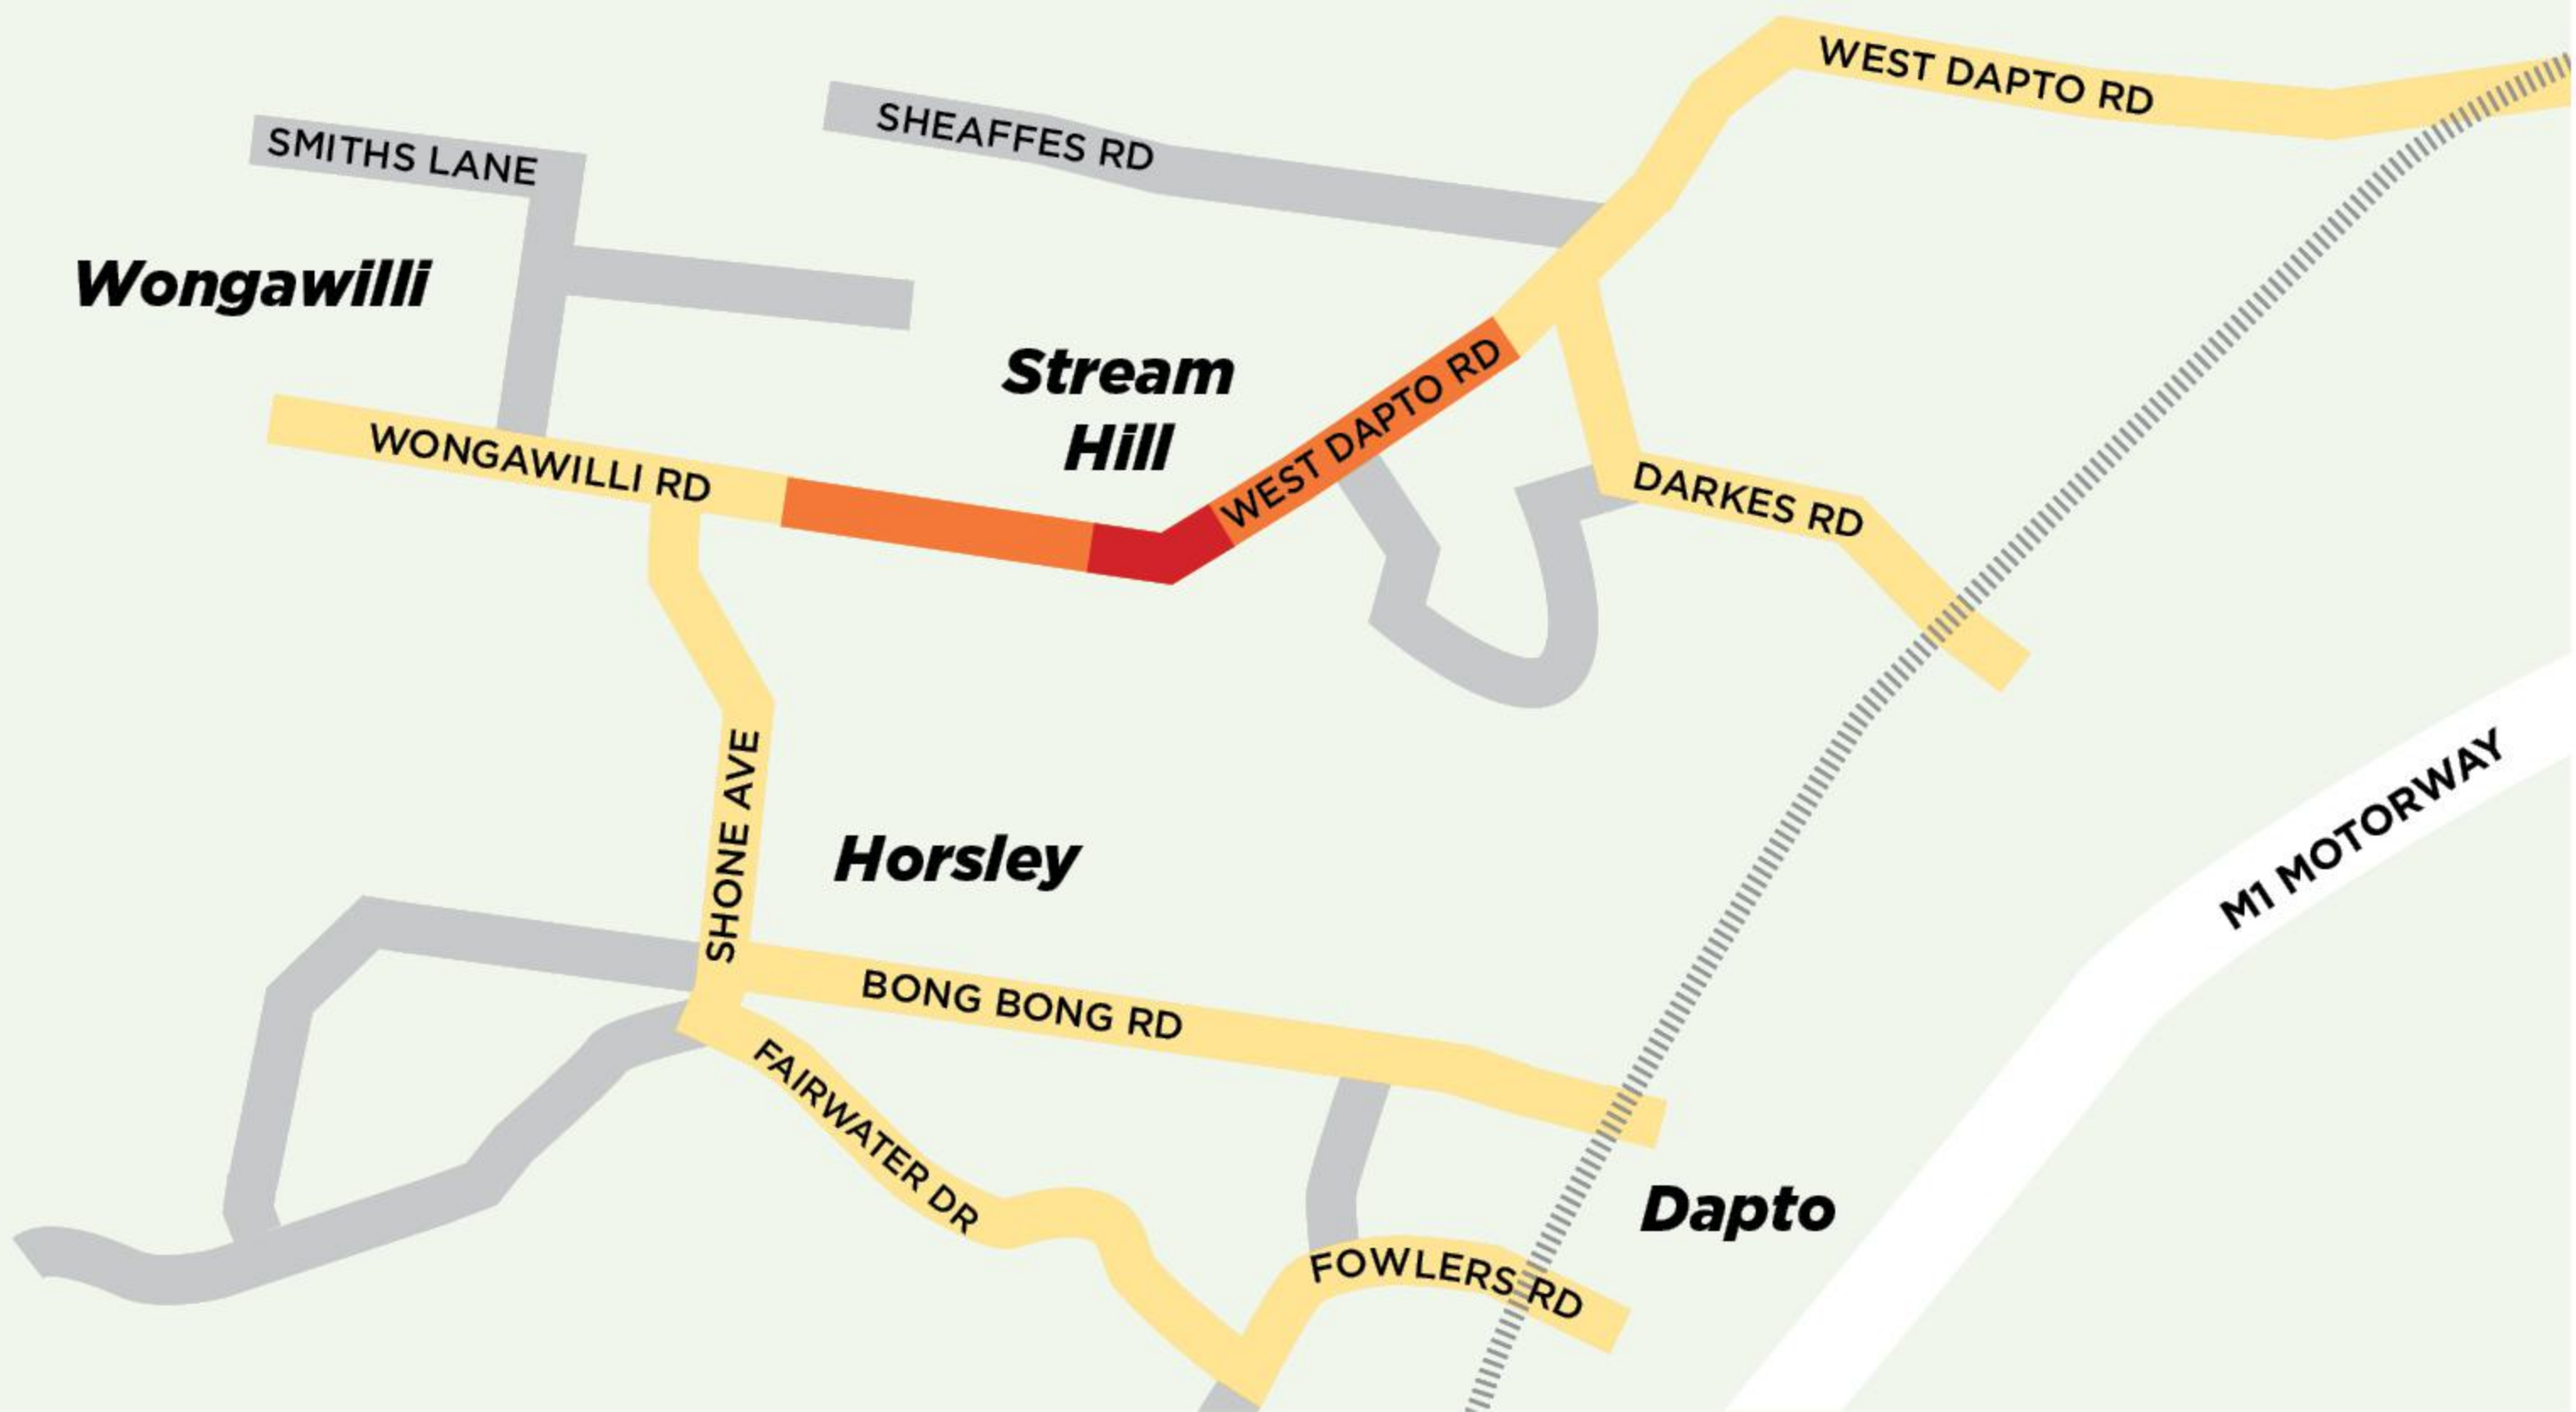 WEST DAPTO RD
SHEAFFES RD
SMITHS LANE
Wongawilli
Stream
Hill
WEST DAPTO RD
WONGAWILLI RD
DARKES RD
SHONE AVE
M1 MOTORWAY
Horsley
BONG BONG RD
FAIRWATER DR
Dapto
FOWLERS RD